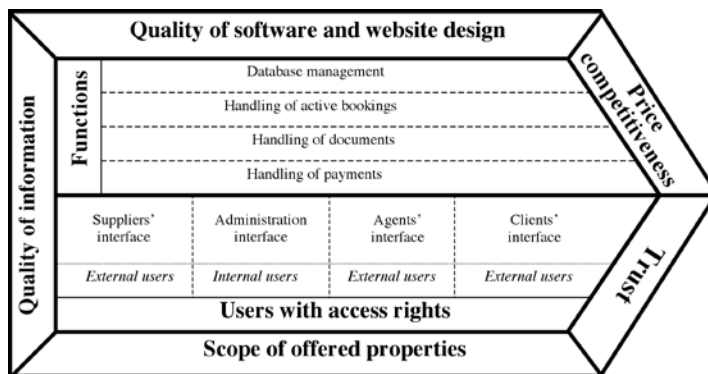 Quality of software and website design
Quality of information
Functions
Database management
Handling of active bookings
Handling of documents
Handling of payments
Price
competitiveness
Suppliers'
interface
Administration
interface
Agents'
interface
Clients'
interface
External users
Internal users
External users
External users
Trust
Users with access rights
Scope of offered properties